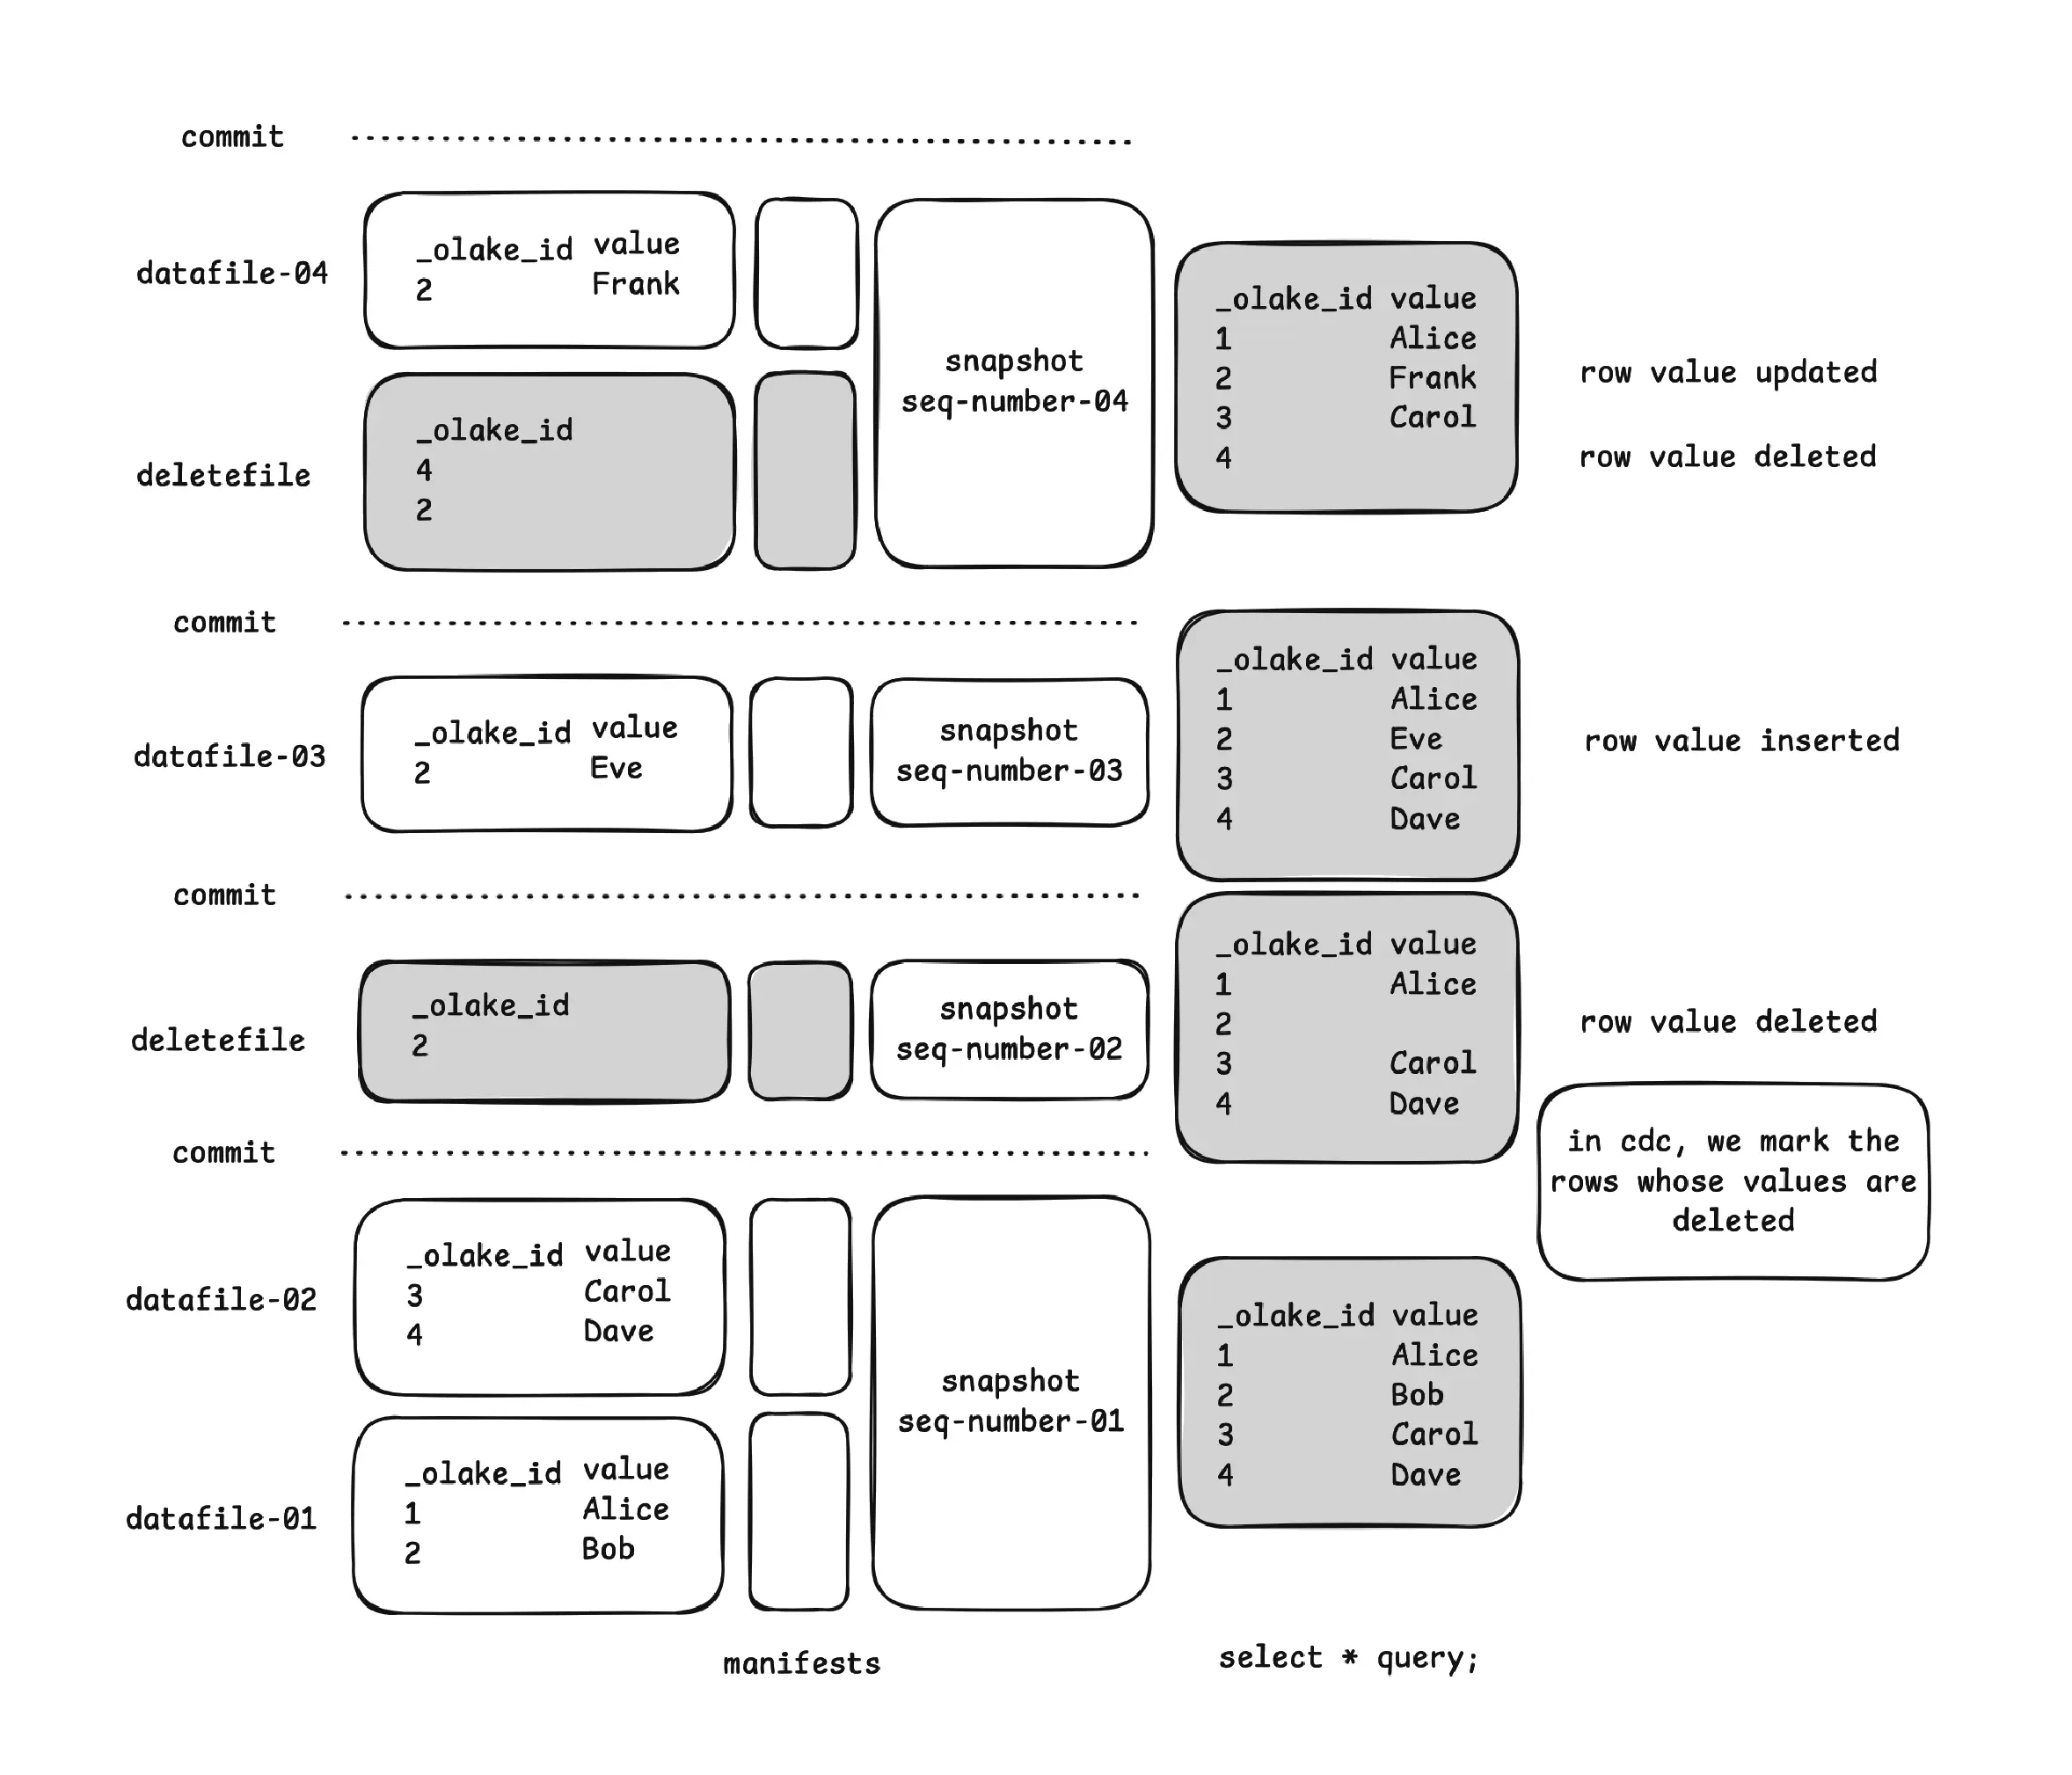 commit
datafile-04
_olake_id value
2 Frank
deletefile
_olake_id
4
2
snapshot
seq-number-04
_olake_id value
1 Alice
2 Frank
3 Carol
4
row value updated
row value deleted
commit
datafile-03
_olake_id value
2 Eve
snapshot
seq-number-03
_olake_id value
1 Alice
2 Eve
3 Carol
4 Dave
row value inserted
commit
deletefile
_olake_id
2
snapshot
seq-number-02
_olake_id value
1 Alice
2
3 Carol
4 Dave
row value deleted
in cdc, we mark the
rows whose values are
deleted
commit
datafile-02
_olake_id value
3 Carol
4 Dave
datafile-01
_olake_id value
1 Alice
2 Bob
snapshot
seq-number-01
_olake_id value
1 Alice
2 Bob
3 Carol
4 Dave
manifests
select * query;